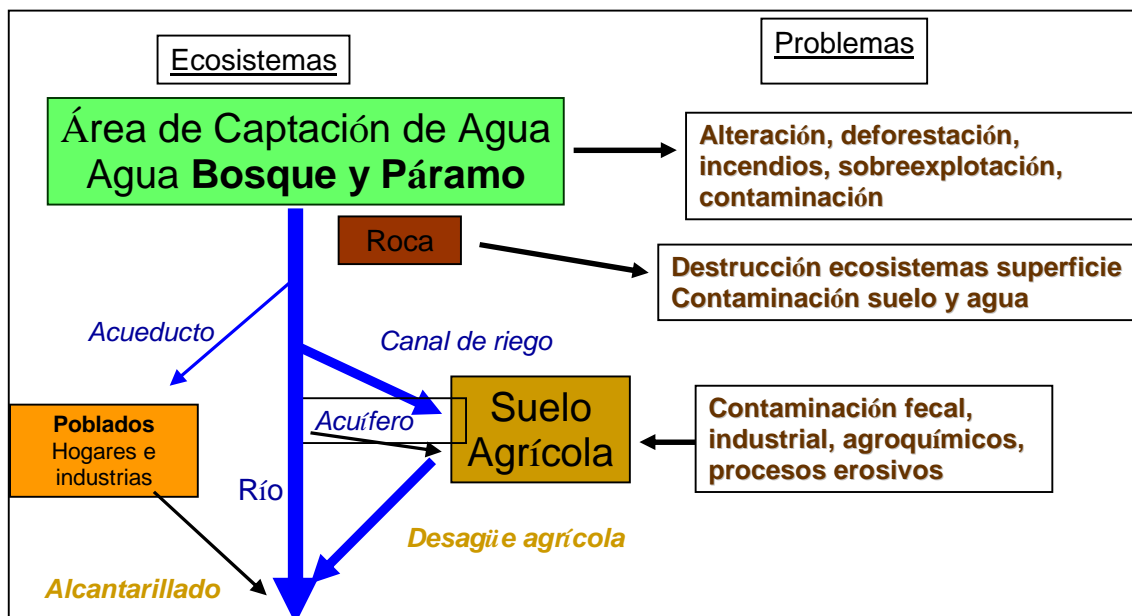 Ecosistemas
Problemas
Área de Captación de Agua
Agua Bosque y Páramo
Alteración, deforestación,
incendios, sobreexplotación,
contaminación
Roca
Destrucción ecosistemas superficie
Contaminación suelo y agua
Acueducto
Canal de riego
Poblados
Hogares e
industrias
Acuífero
Suelo
Agrícola
Contaminación fecal,
industrial, agroquímicos,
procesos erosivos
Río
Desagüe agrícola
Alcantarillado